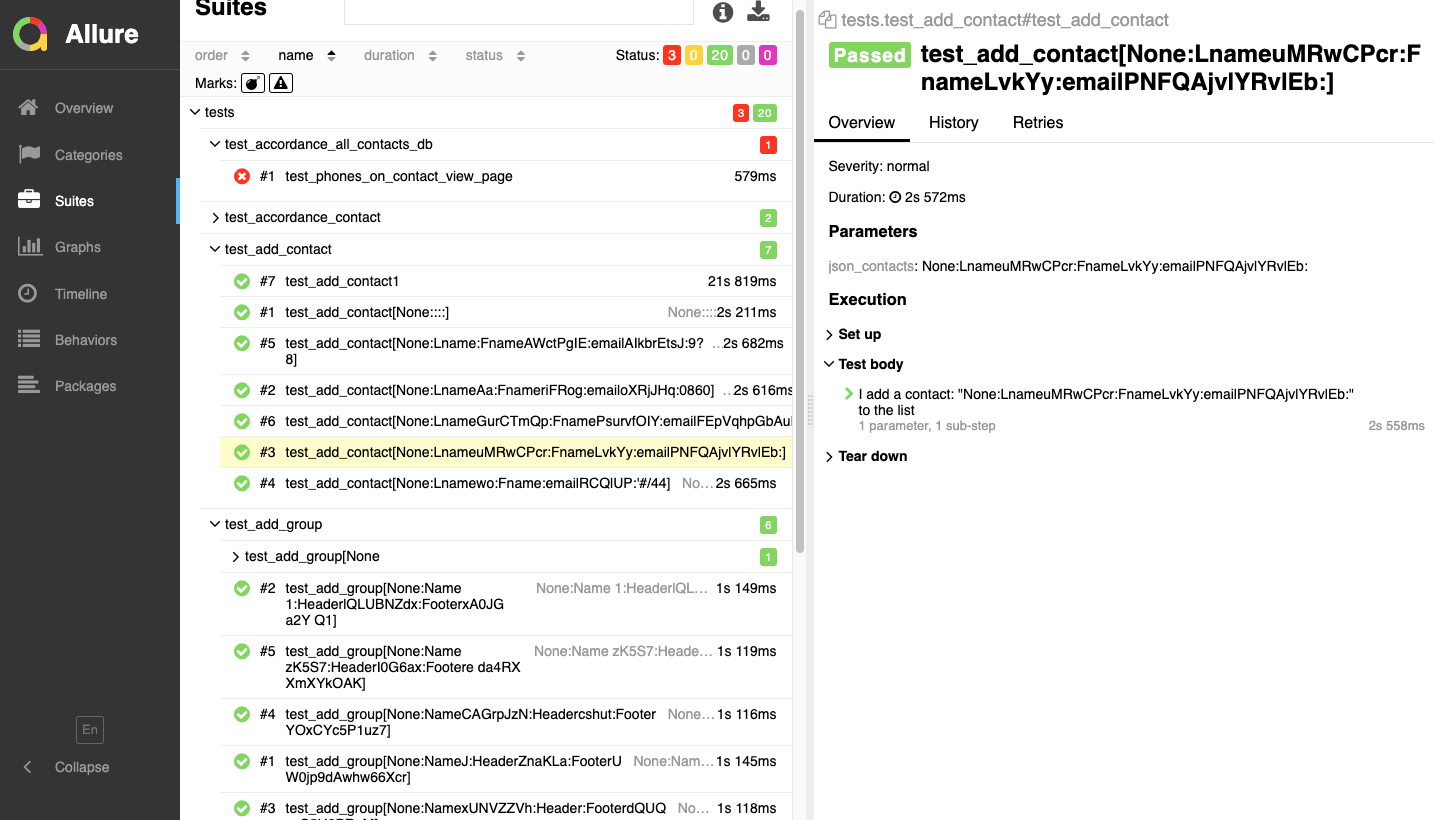 Allure
Overview
Categories
Suites
Graphs
Timeline
Behaviors
Packages
En
Collapse
Suites
order name duration status Status: 3 0 20 0 0
Marks:
tests 3 20
test_accordance_all_contacts_db 1
#1 test_phones_on_contact_view_page 579ms
test_accordance_contact 2
test_add_contact 7
#7 test_add_contact1 21s 819ms
#1 test_add_contact[None::::] None:::: 2s 211ms
#5 test_add_contact[None:Lname:FnameAWctPgIE:emailAIkbrEtsJ:9? … 2s 682ms
8]
#2 test_add_contact[None:LnameAa:FnameriFRog:emailoXRjJHq:0860] … 2s 616ms
#6 test_add_contact[None:LnameGurCTmQp:FnamePsurvfOIY:emailFEpVqhpGbAu
#3 test_add_contact[None:LnameuMRwCPcr:FnameLvkYy:emailPNFQAjvlYRvlEb:]
#4 test_add_contact[None:Lnamewo:Fname:emailRCQlUP:'#/44] No… 2s 665ms
test_add_group 6
test_add_group[None 1
#2 test_add_group[None:Name None:Name 1:HeaderlQL… 1s 149ms
1:HeaderlQLUBNZdx:FooterxA0JG
a2Y Q1]
#5 test_add_group[None:Name None:Name zK5S7:Heade… 1s 119ms
zK5S7:HeaderI0G6ax:Footere da4RX
XmXYkOAK]
#4 test_add_group[None:NameCAGrpJzN:Headercshut:Footer None… 1s 116ms
YOxCYc5P1uz7]
#1 test_add_group[None:NameJ:HeaderZnaKLa:FooterU None:Nam… 1s 145ms
W0jp9dAwhw66Xcr]
#3 test_add_group[None:NamexUNVZZVh:Header:FooterdQUQ No… 1s 118ms
tests.test_add_contact#test_add_contact
Passed test_add_contact[None:LnameuMRwCPcr:F
nameLvkYy:emailPNFQAjvlYRvlEb:]
Overview History Retries
Severity: normal
Duration: 2s 572ms
Parameters
json_contacts: None:LnameuMRwCPcr:FnameLvkYy:emailPNFQAjvlYRvlEb:
Execution
Set up
Test body
I add a contact: "None:LnameuMRwCPcr:FnameLvkYy:emailPNFQAjvlYRvlEb:"
to the list
1 parameter, 1 sub-step 2s 558ms
Tear down